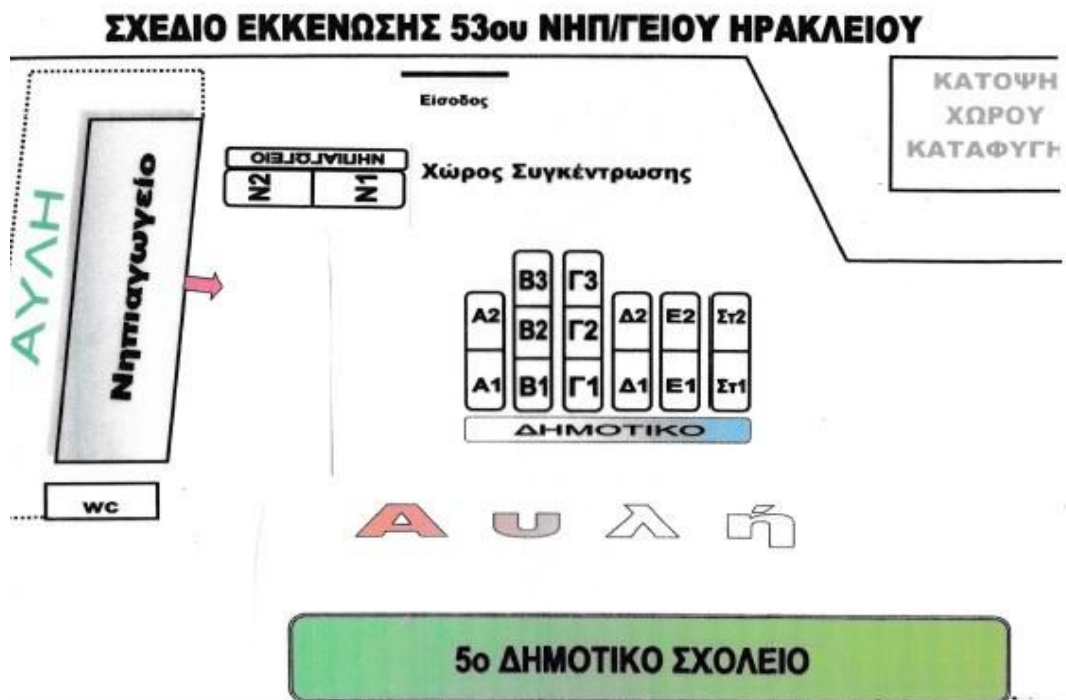 ΣΧΕΔΙΟ ΕΚΚΕΝΩΣΗΣ 53ου ΝΗΠ/ΓΕΙΟΥ ΗΡΑΚΛΕΙΟΥ
Είσοδος
ΚΑΤΟΨΗ
ΧΩΡΟΥ
ΚΑΤΑΦΥΓΗ
ΝΗΠΙΑΓΩΓΕΙΟ
Ν2 Ν1
Χώρος Συγκέντρωσης
ΑΥΛΗ
Νηπιαγωγείο
Β3 Γ3
Α2 Β2 Γ2 Δ2 Ε2 Στ2
Α1 Β1 Γ1 Δ1 Ε1 Στ1
ΔΗΜΟΤΙΚΟ
WC
Αυλή
5ο ΔΗΜΟΤΙΚΟ ΣΧΟΛΕΙΟ